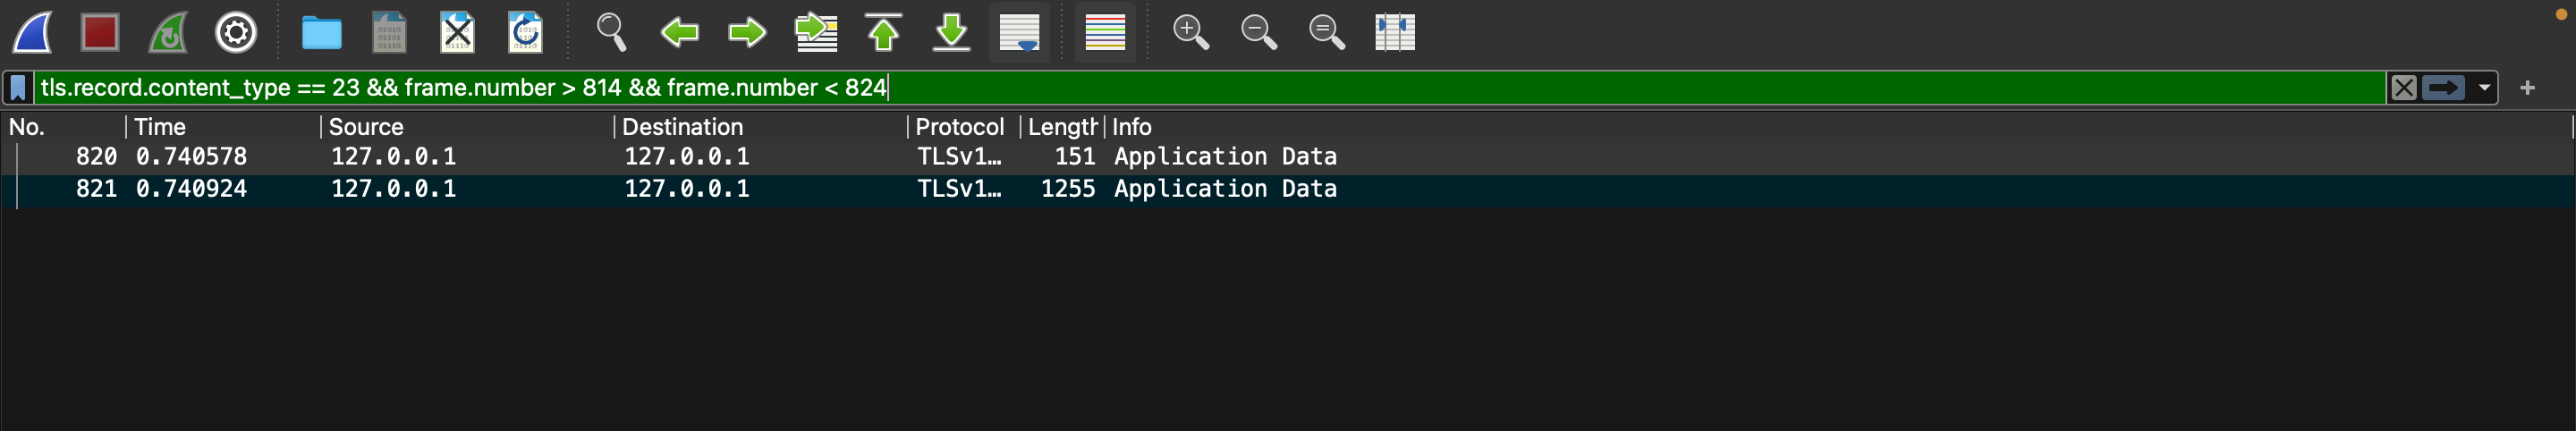 tls.record.content_type == 23 && frame.number > 814 && frame.number < 824
No. Time Source Destination Protocol Length Info
820 0.740578 127.0.0.1 127.0.0.1 TLSv1… 151 Application Data
821 0.740924 127.0.0.1 127.0.0.1 TLSv1… 1255 Application Data